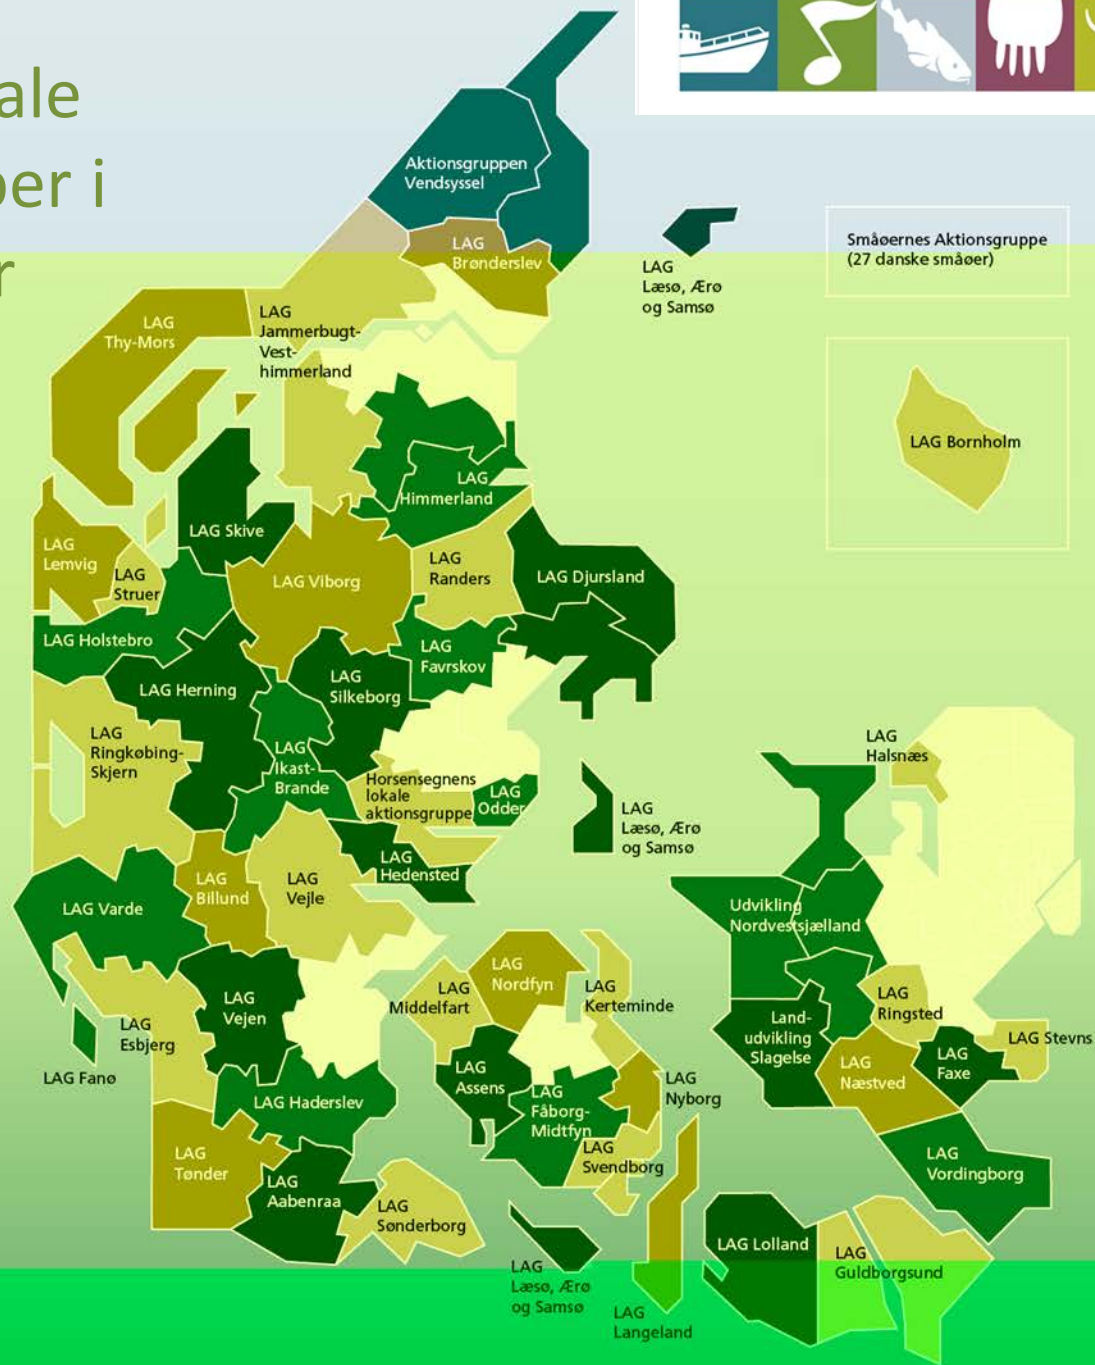 ale
per i
r
Aktionsgruppen
Vendsyssel
LAG
Brønderslev
LAG
Læsø, Ærø
og Samsø
Småøernes Aktionsgruppe
(27 danske småøer)
LAG
Thy-Mors
LAG
Jammerbugt-
Vest-
himmerland
LAG Bornholm
LAG
Himmerland
LAG Skive
LAG
Lemvig
LAG
Struer
LAG Viborg
LAG
Randers
LAG Djursland
LAG Holstebro
LAG
Favrskov
LAG Herning
LAG
Silkeborg
LAG
Ringkøbing-
Skjern
LAG
Ikast-
Brande
Horsensegnens
lokale
aktionsgruppe
LAG
Odder
LAG
Læsø, Ærø
og Samsø
LAG
Halsnæs
LAG
Hedensted
LAG Varde
LAG
Billund
LAG
Vejle
Udvikling
Nordvestsjælland
LAG
Vejen
LAG
Middelfart
LAG
Nordfyn
LAG
Kerteminde
LAG
Esbjerg
Land-
udvikling
Slagelse
LAG
Ringsted
LAG Stevns
LAG Fanø
LAG
Assens
LAG
Nyborg
LAG
Næstved
LAG
Faxe
LAG Haderslev
LAG
Fåborg-
Midtfyn
LAG
Svendborg
LAG
Tønder
LAG
Aabenraa
LAG
Sønderborg
LAG
Vordingborg
LAG
Læsø, Ærø
og Samsø
LAG
Langeland
LAG Lolland
LAG
Guldborgsund